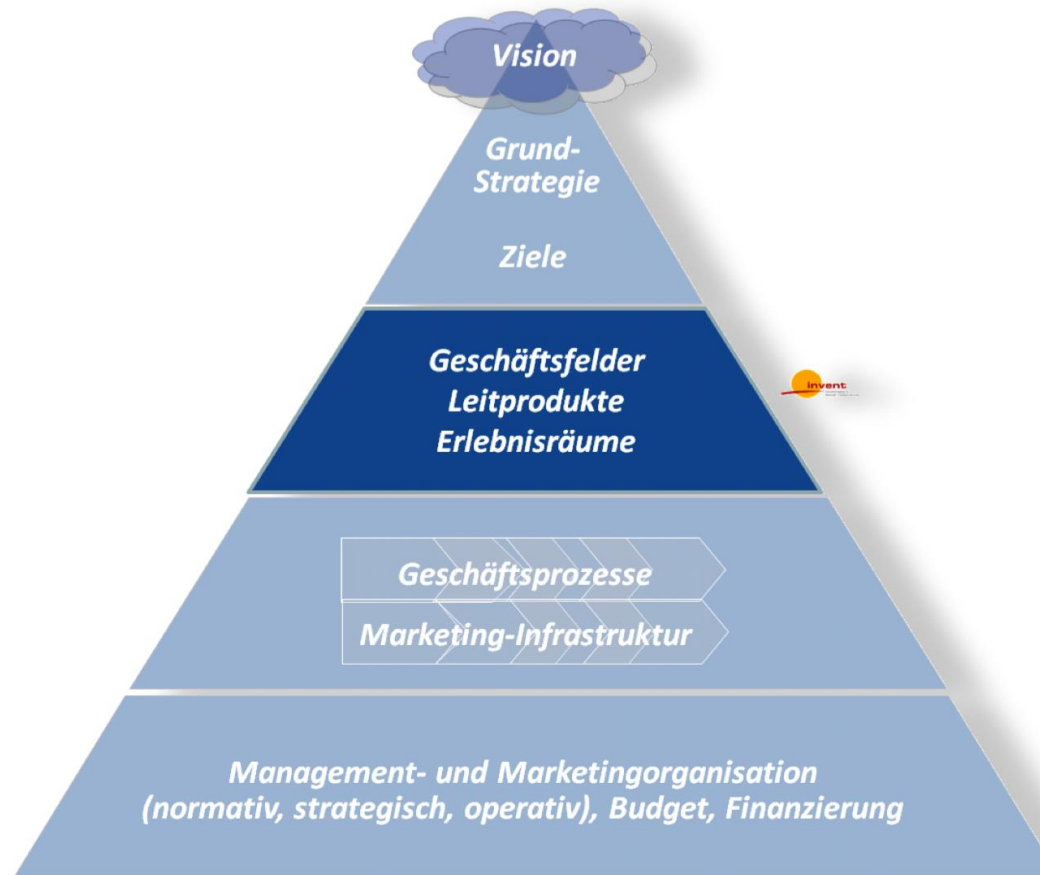 Vision
Grund-
Strategie
Ziele
Geschäftsfelder
Leitprodukte
Erlebnisräume
invent
Geschäftsprozesse
Marketing-Infrastruktur
Management- und Marketingorganisation
(normativ, strategisch, operativ), Budget, Finanzierung